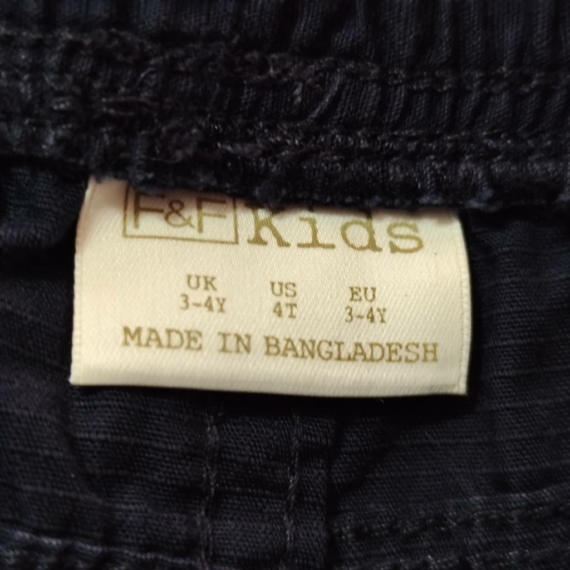 F&F Kids
UK US EU
3-4Y 4T 3-4Y
MADE IN BANGLADESH